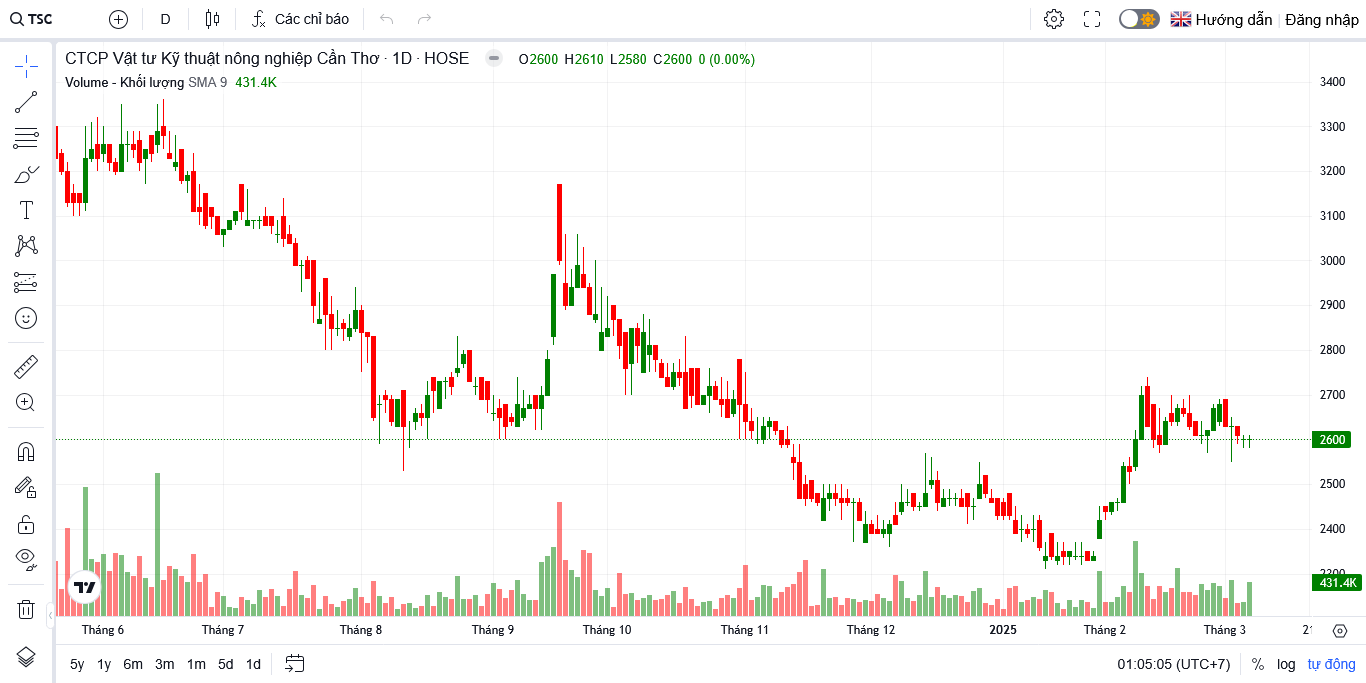 TSC D Các chỉ báo Hướng dẫn Đăng nhập
CTCP Vật tư Kỹ thuật nông nghiệp Cần Thơ · 1D · HOSE O2600 H2610 L2580 C2600 0 (0.00%)
Volume - Khối lượng SMA 9 431.4K
3400
3300
3200
3100
3000
2900
2800
2700
2600
2500
2400
2300
431.4K
Tháng 6 Tháng 7 Tháng 8 Tháng 9 Tháng 10 Tháng 11 Tháng 12 2025 Tháng 2 Tháng 3
5y 1y 6m 3m 1m 5d 1d 01:05:05 (UTC+7) % log tự động